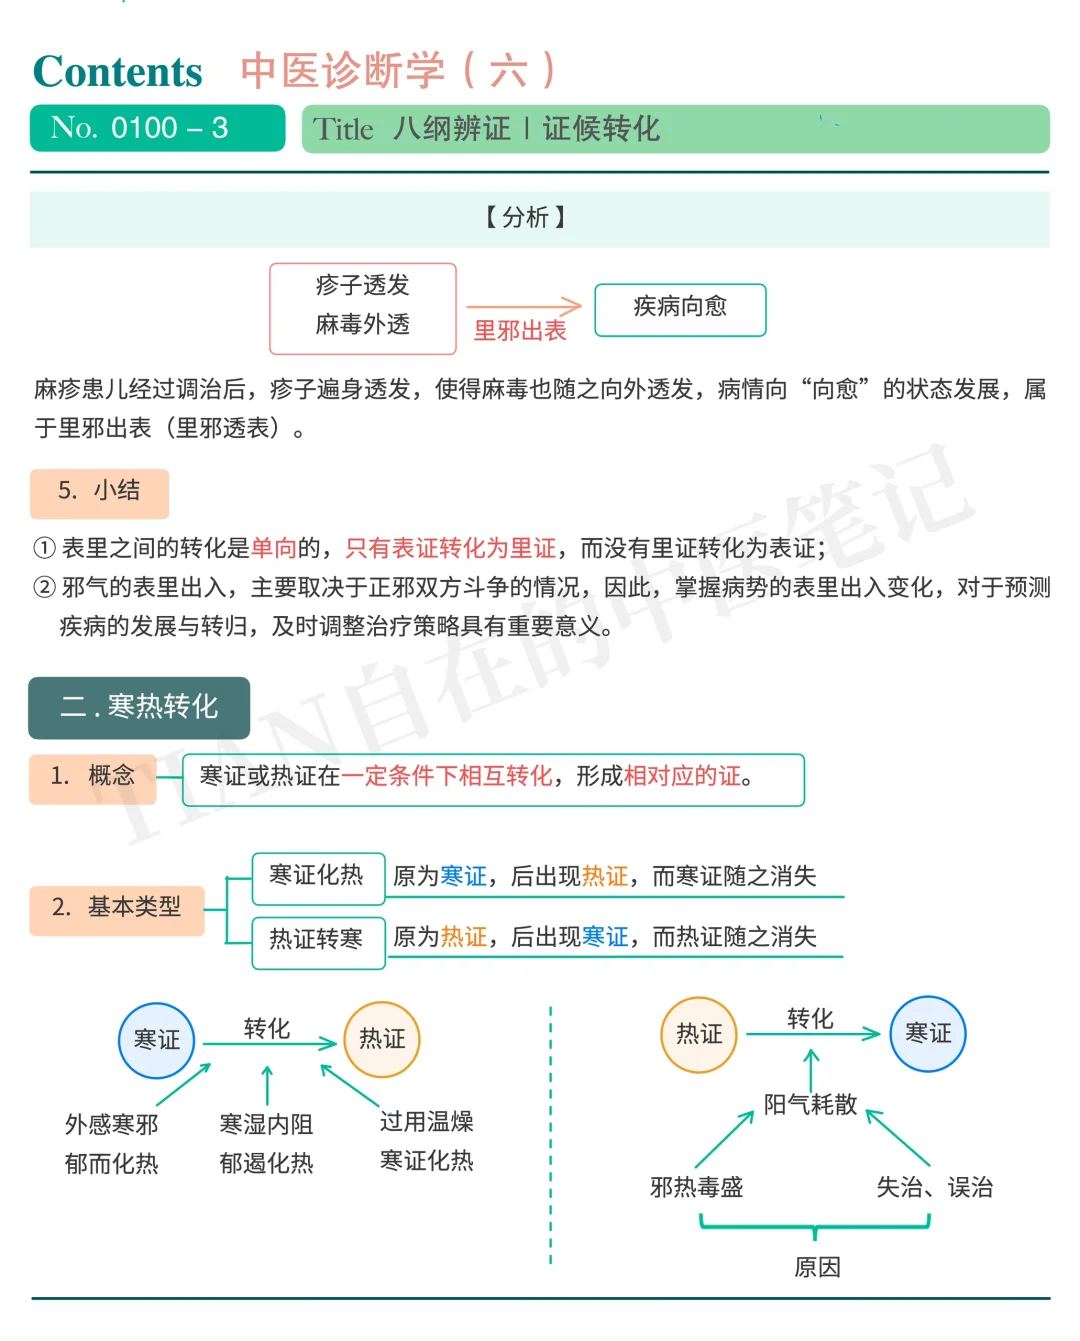 Contents 中医诊断学（六）
No. 0100 – 3
Title 八纲辨证 | 证候转化
【分析】
疹子透发
麻毒外透
里邪出表
疾病向愈
麻疹患儿经过调治后，疹子遍身透发，使得麻毒也随之向外透发，病情向“向愈”的状态发展，属
于里邪出表（里邪透表）。
5. 小结
① 表里之间的转化是单向的，只有表证转化为里证，而没有里证转化为表证；
② 邪气的表里出入，主要取决于正邪双方斗争的情况，因此，掌握病势的表里出入变化，对于预测
疾病的发展与转归，及时调整治疗策略具有重要意义。
二 . 寒热转化
1. 概念
寒证或热证在一定条件下相互转化，形成相对应的证。
2. 基本类型
寒证化热 原为寒证，后出现热证，而寒证随之消失
热证转寒 原为热证，后出现寒证，而热证随之消失
寒证 转化 热证
外感寒邪
郁而化热
寒湿内阻
郁遏化热
过用温燥
寒证化热
热证 转化 寒证
阳气耗散
邪热毒盛
失治、误治
原因
TIAN自在的中医笔记